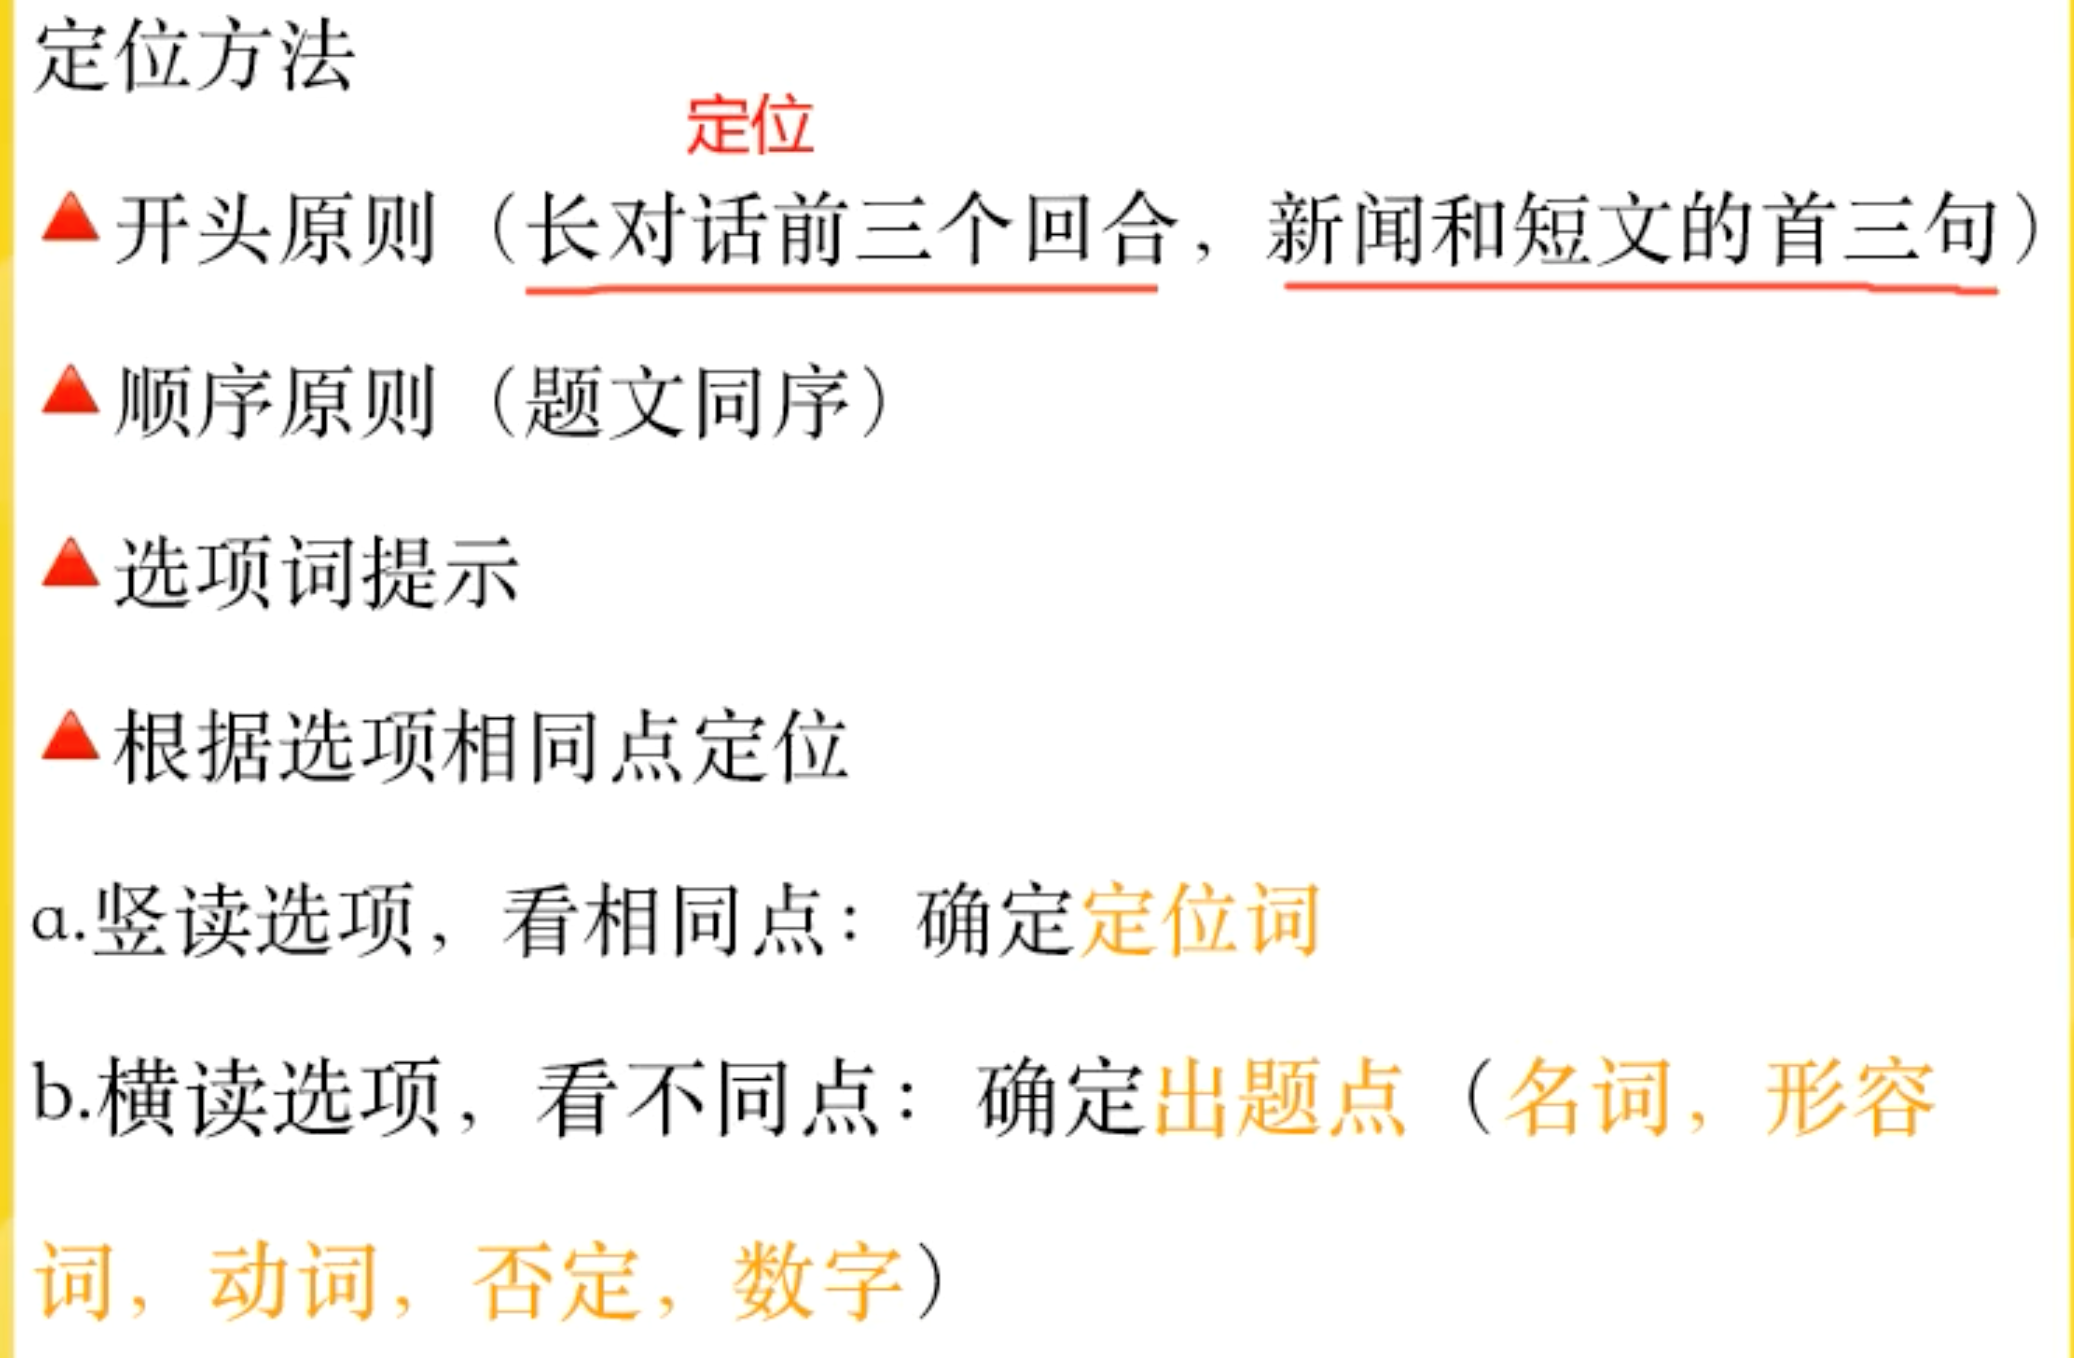 定位方法
定位
🔺开头原则（长对话前三个回合，新闻和短文的首三句）
🔺顺序原则（题文同序）
🔺选项词提示
🔺根据选项相同点定位
a.竖读选项，看相同点：确定定位词
b.横读选项，看不同点：确定出题点（名词，形容
词，动词，否定，数字）